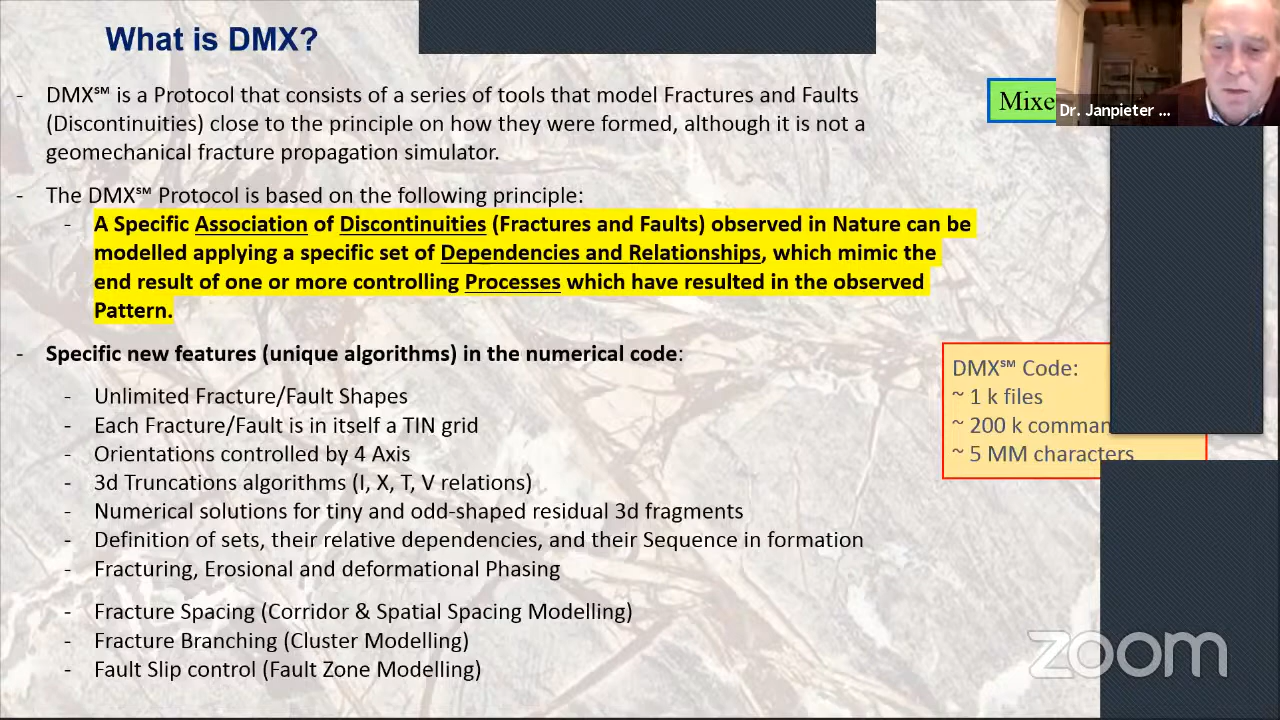 What is DMX?
- DMX℠ is a Protocol that consists of a series of tools that model Fractures and Faults
(Discontinuities) close to the principle on how they were formed, although it is not a
geomechanical fracture propagation simulator.
- The DMX℠ Protocol is based on the following principle:
- A Specific Association of Discontinuities (Fractures and Faults) observed in Nature can be
modelled applying a specific set of Dependencies and Relationships, which mimic the
end result of one or more controlling Processes which have resulted in the observed
Pattern.
- Specific new features (unique algorithms) in the numerical code:
- Unlimited Fracture/Fault Shapes
- Each Fracture/Fault is in itself a TIN grid
- Orientations controlled by 4 Axis
- 3d Truncations algorithms (I, X, T, V relations)
- Numerical solutions for tiny and odd-shaped residual 3d fragments
- Definition of sets, their relative dependencies, and their Sequence in formation
- Fracturing, Erosional and deformational Phasing
- Fracture Spacing (Corridor & Spatial Spacing Modelling)
- Fracture Branching (Cluster Modelling)
- Fault Slip control (Fault Zone Modelling)
Mixe
Dr. Janpieter ...
DMX℠ Code:
~ 1 k files
~ 200 k comman
~ 5 MM characters
zoom